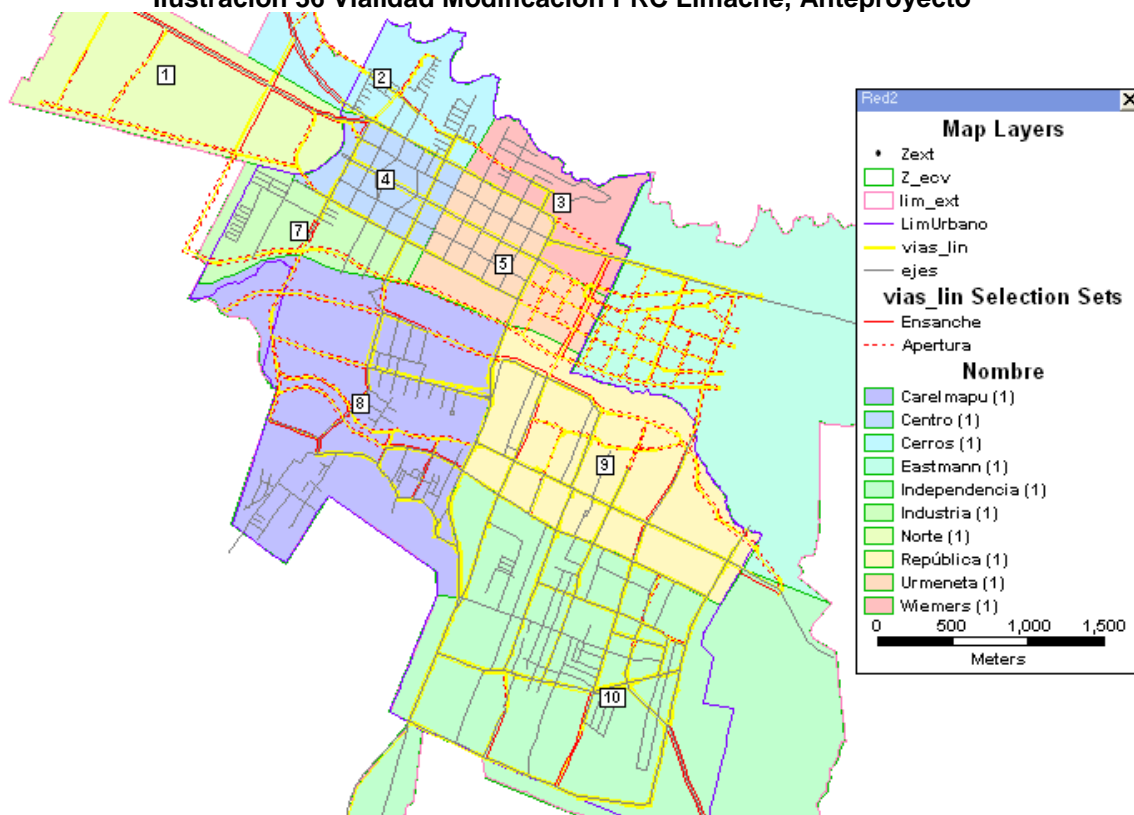 Ilustración 36 Vialidad Modificación PRC Limache, Anteproyecto
1
2
3
4
5
7
8
9
10
Red2
Map Layers
Zext
Z_ecv
lim_ext
LimUrbano
vias_lin
ejes
vias_lin Selection Sets
Ensanche
Apertura
Nombre
Carelmapu (1)
Centro (1)
Cerros (1)
Eastmann (1)
Independencia (1)
Industria (1)
Norte (1)
República (1)
Urmeneta (1)
Wiemers (1)
0 500 1,000 1,500
Meters